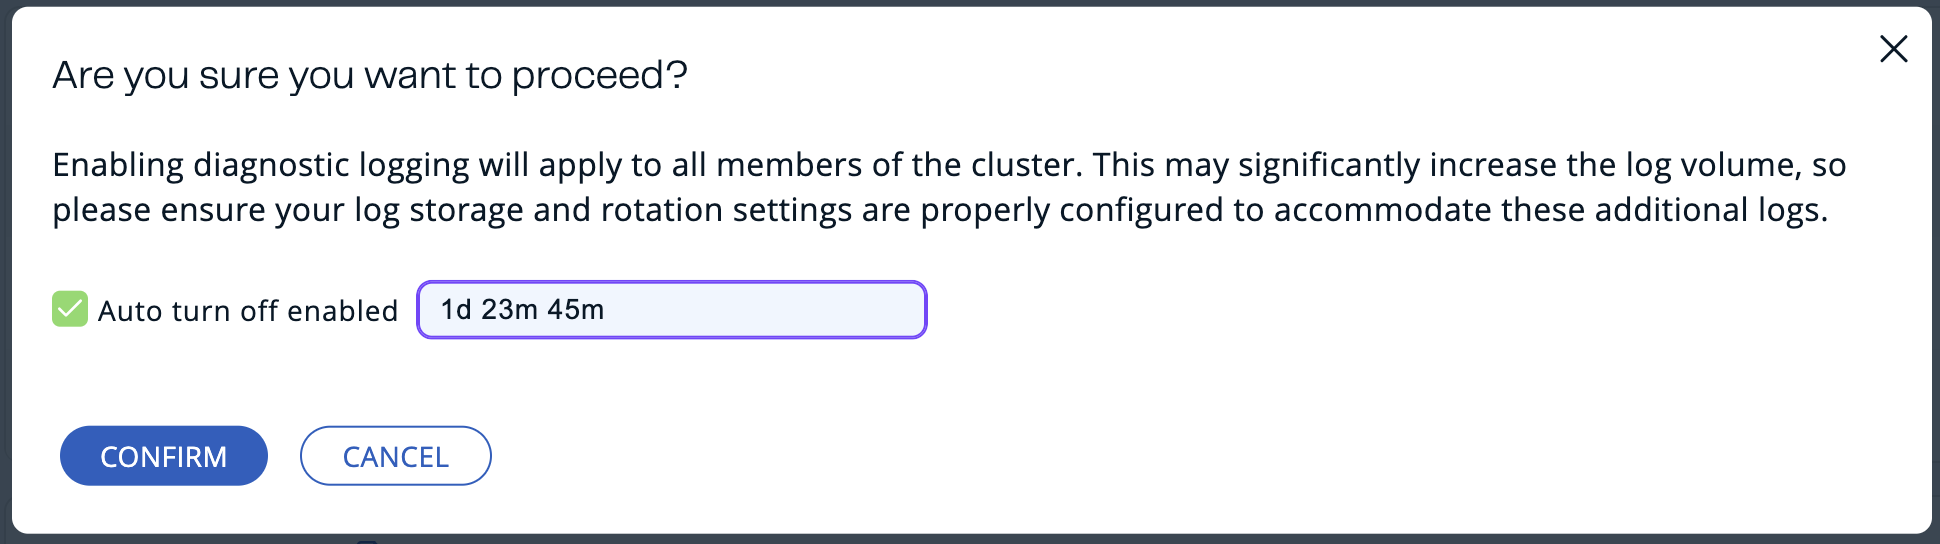 Are you sure you want to proceed?
Enabling diagnostic logging will apply to all members of the cluster. This may significantly increase the log volume, so
please ensure your log storage and rotation settings are properly configured to accommodate these additional logs.
Auto turn off enabled 1d 23m 45m
CONFIRM CANCEL